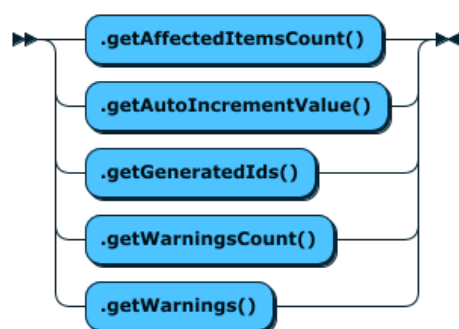 .getAffectedItemsCount()
.getAutoIncrementValue()
.getGeneratedIds()
.getWarningsCount()
.getWarnings()